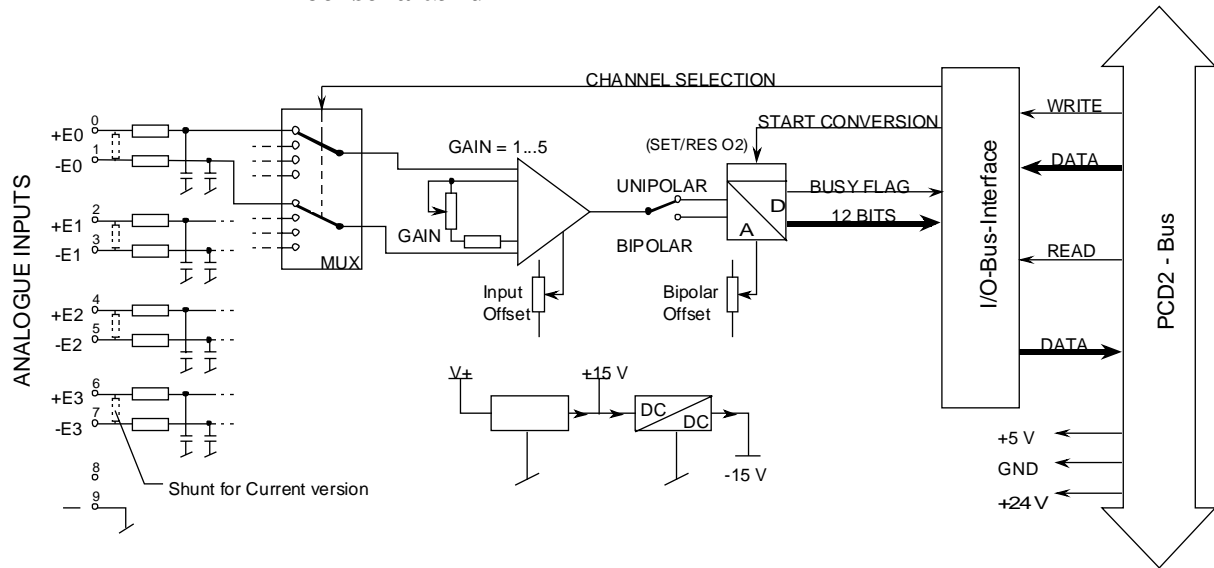 CHANNEL SELECTION
WRITE
START CONVERSION
(SET/RES O2)
DATA
GAIN = 1...5
UNIPOLAR
BUSY FLAG
D
12 BITS
A
BIPOLAR
GAIN
MUX
READ
Input
Offset
Bipolar
Offset
DATA
I/O-Bus-Interface
PCD2 - Bus
ANALOGUE INPUTS
0
+E0
1
-E0
2
+E1
3
-E1
4
+E2
5
-E2
6
+E3
7
-E3
8
9
Shunt for Current version
V+
+15 V
DC
DC
-15 V
+5 V
GND
+24 V